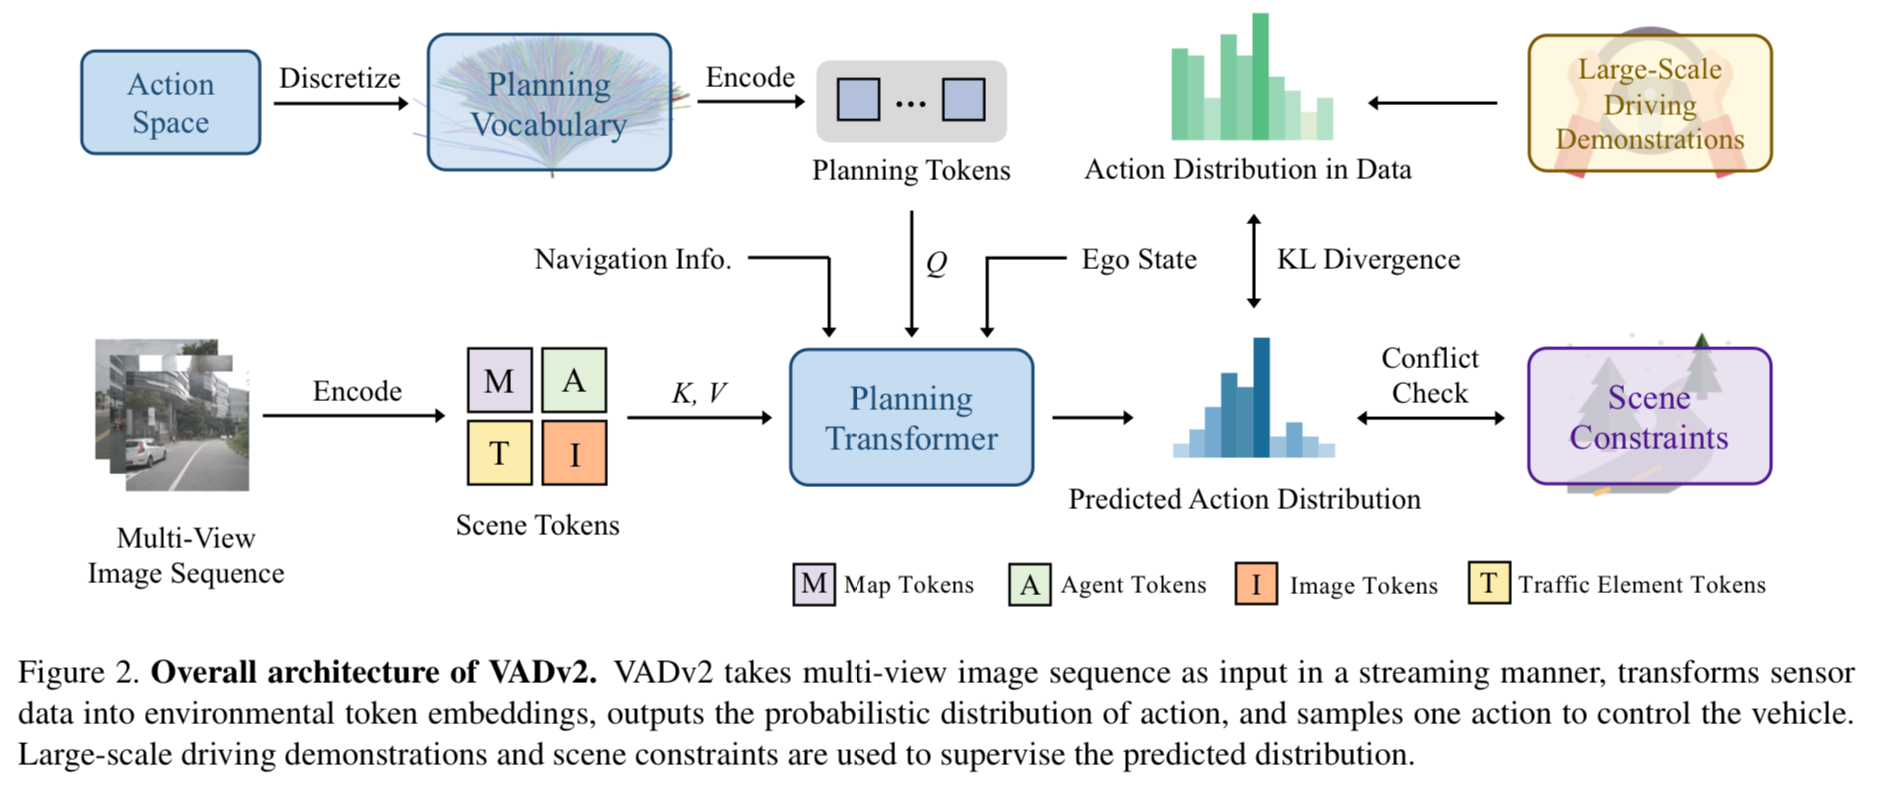 Action
Space
Discretize
Planning
Vocabulary
Encode
...
Planning Tokens
Action Distribution in Data
Large-Scale
Driving
Demonstrations
Navigation Info.
Q
Ego State
KL Divergence
Encode
M
A
T
I
K, V
Planning
Transformer
Conflict
Check
Scene
Constraints
Multi-View
Image Sequence
Scene Tokens
Predicted Action Distribution
M Map Tokens
A Agent Tokens
I Image Tokens
T Traffic Element Tokens
Figure 2. Overall architecture of VADv2. VADv2 takes multi-view image sequence as input in a streaming manner, transforms sensor
data into environmental token embeddings, outputs the probabilistic distribution of action, and samples one action to control the vehicle.
Large-scale driving demonstrations and scene constraints are used to supervise the predicted distribution.